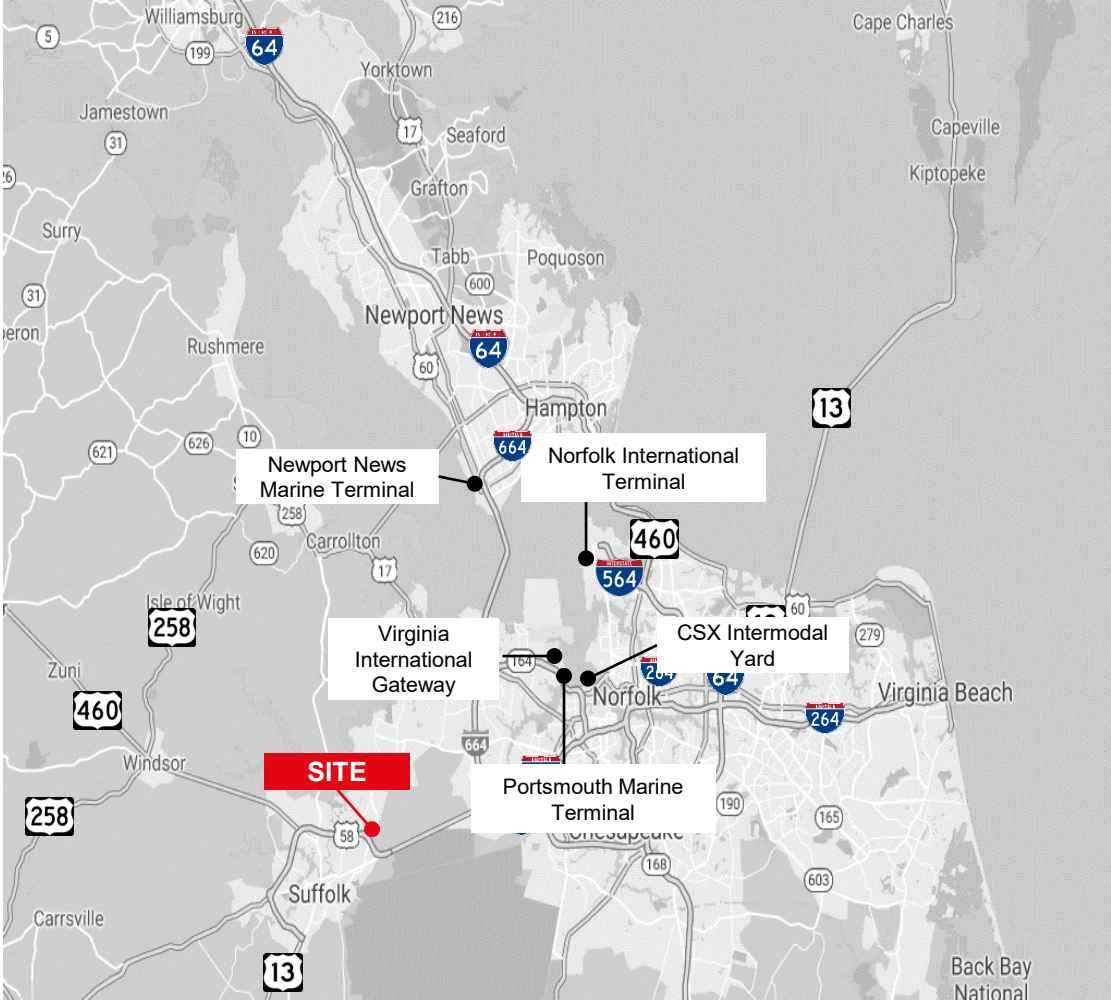 Williamsburg
216
Cape Charles
5
64
199
Yorktown
Jamestown
17
Seaford
Capeville
31
26
Grafton
Kiptopeke
Surry
Tabb
Poquoson
600
31
Newport News
Rushmere
64
60
13
Hampton
10
626
664
621
Norfolk International
Terminal
Newport News
Marine Terminal
258
460
Carrollton
620
17
INTERSTATE
564
Isle of Wight
60
258
Virginia
International
Gateway
CSX Intermodal
Yard
279
164
Zuni
264
64
Norfolk
Virginia Beach
460
264
664
Windsor
SITE
Portsmouth Marine
Terminal
190
258
165
58
Chesapeake
168
Suffolk
603
Carrsville
13
Back Bay
National